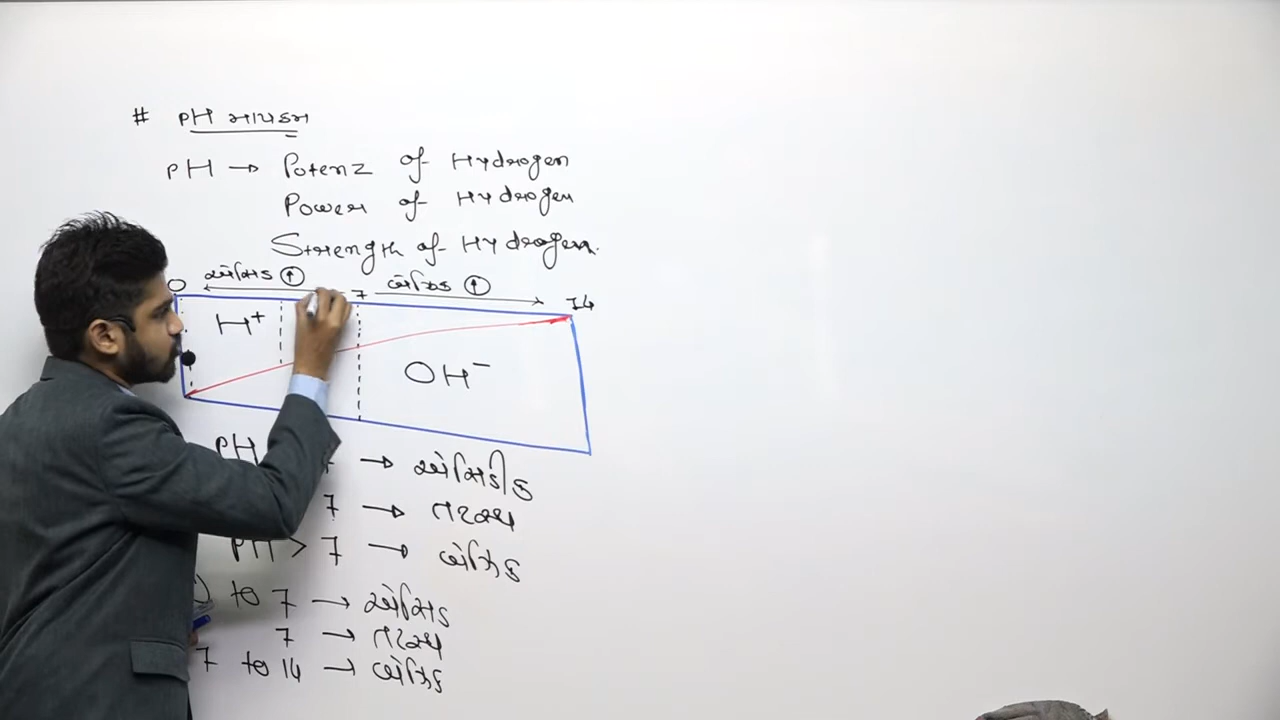 # pH માપક્રમ
pH → Potenz of Hydrogen
Power of Hydrogen
Strength of Hydrogen.
0 એસિડ ↑ 7 બેઝિક ↑ 14
H⁺
OH⁻
pH 7 → એસિડીક
7 → તટસ્થ
pH > 7 → બેઝિક
to 7 → એસિડ
7 → તટસ્થ
7 to 14 → બેઝિક